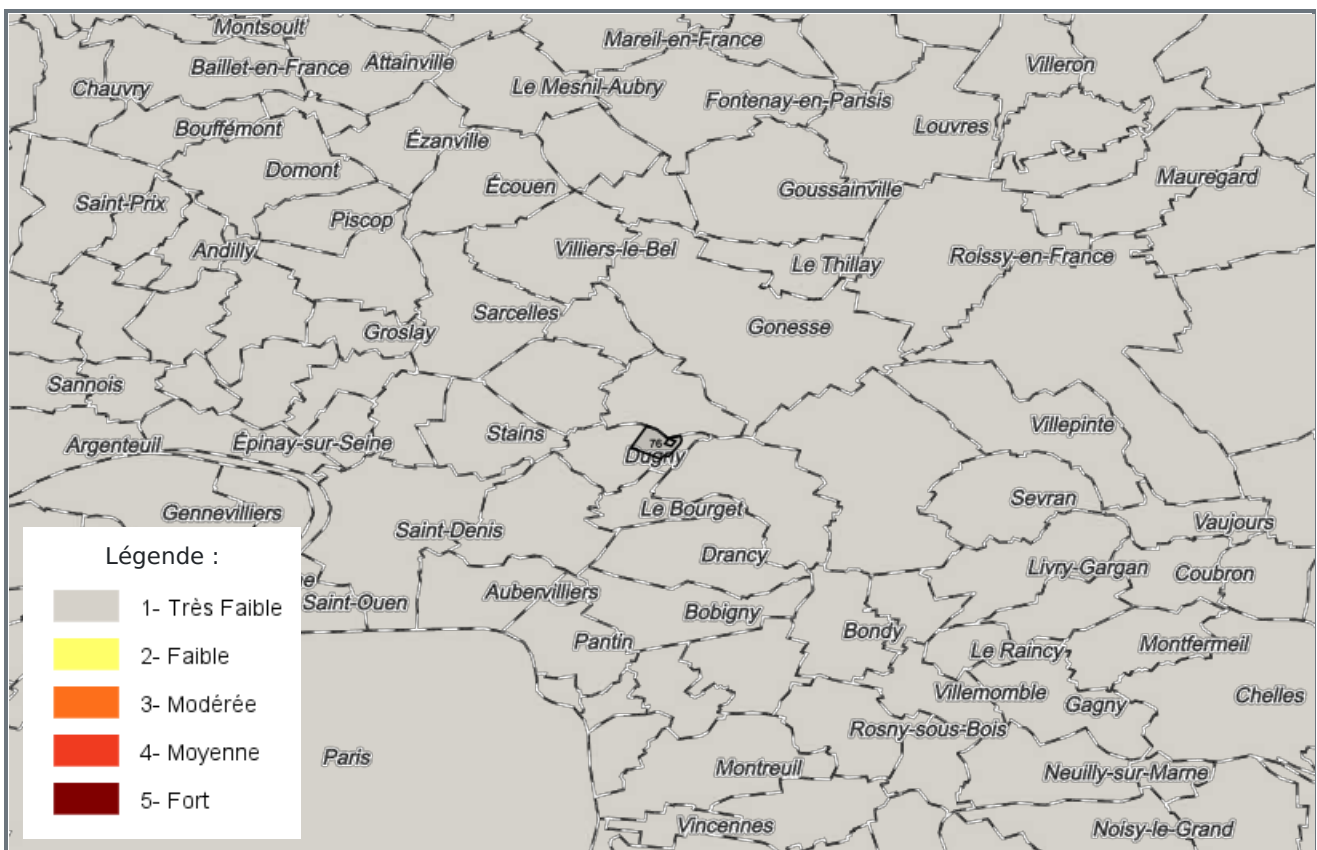 Montsoult
Mareil-en-France
Baillet-en-France
Attainville
Villeron
Chauvry
Le Mesnil-Aubry
Fontenay-en-Parisis
Bouffémont
Louvres
Ézanville
Domont
Écouen
Goussainville
Mauregard
Saint-Prix
Piscop
Andilly
Villiers-le-Bel
Le Thillay
Roissy-en-France
Sarcelles
Groslay
Gonesse
Sannois
Villepinte
Stains
Argenteuil
Épinay-sur-Seine
76
Dugny
Sevran
Gennevilliers
Le Bourget
Vaujours
Saint-Denis
Drancy
Livry-Gargan
Coubron
Aubervilliers
Saint-Ouen
Bobigny
Bondy
Pantin
Le Raincy
Montfermeil
Villemomble
Gagny
Chelles
Rosny-sous-Bois
Paris
Montreuil
Neuilly-sur-Marne
Vincennes
Noisy-le-Grand
Légende :
1- Très Faible
2- Faible
3- Modérée
4- Moyenne
5- Fort